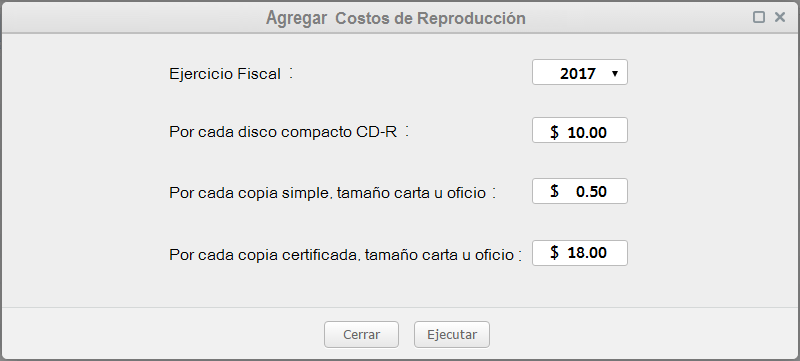 Agregar Costos de Reproducción
Ejercicio Fiscal : 2017
Por cada disco compacto CD-R : $ 10.00
Por cada copia simple, tamaño carta u oficio : $ 0.50
Por cada copia certificada, tamaño carta u oficio : $ 18.00
Cerrar Ejecutar